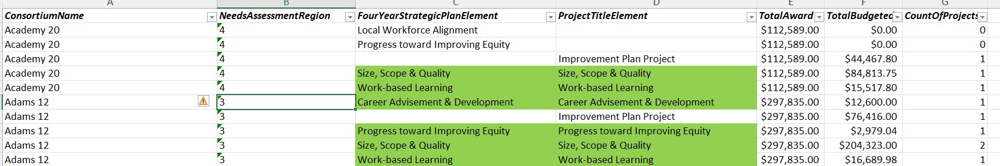 A B C D E F G
ConsortiumName NeedsAssessmentRegion FourYearStrategicPlanElement ProjectTitleElement TotalAward TotalBudgeted CountOfProjects
Academy 20 4 Local Workforce Alignment $112,589.00 $0.00 0
Academy 20 4 Progress toward Improving Equity $112,589.00 $0.00 0
Academy 20 4 Improvement Plan Project $112,589.00 $44,467.80 1
Academy 20 4 Size, Scope & Quality Size, Scope & Quality $112,589.00 $84,813.75 1
Academy 20 4 Work-based Learning Work-based Learning $112,589.00 $15,517.80 1
Adams 12 3 Career Advisement & Development Career Advisement & Development $297,835.00 $12,600.00 1
Adams 12 3 Improvement Plan Project $297,835.00 $76,416.00 1
Adams 12 3 Progress toward Improving Equity Progress toward Improving Equity $297,835.00 $2,979.04 1
Adams 12 3 Size, Scope & Quality Size, Scope & Quality $297,835.00 $204,323.00 2
Adams 12 3 Work-based Learning Work-based Learning $297,835.00 $16,689.98 1